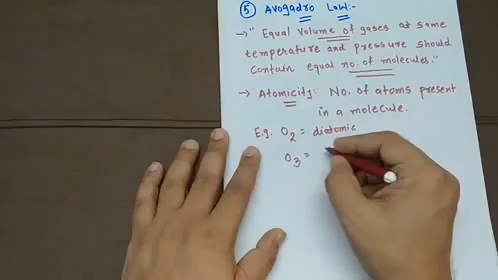 ⑤ Avogadro Law:-
→" Equal Volume of gases at same
temperature and pressure should
contain equal no. of molecules."
→ Atomicity: No. of atoms present
in a molecule.
E.g. O₂ = diatomic
O₃ =